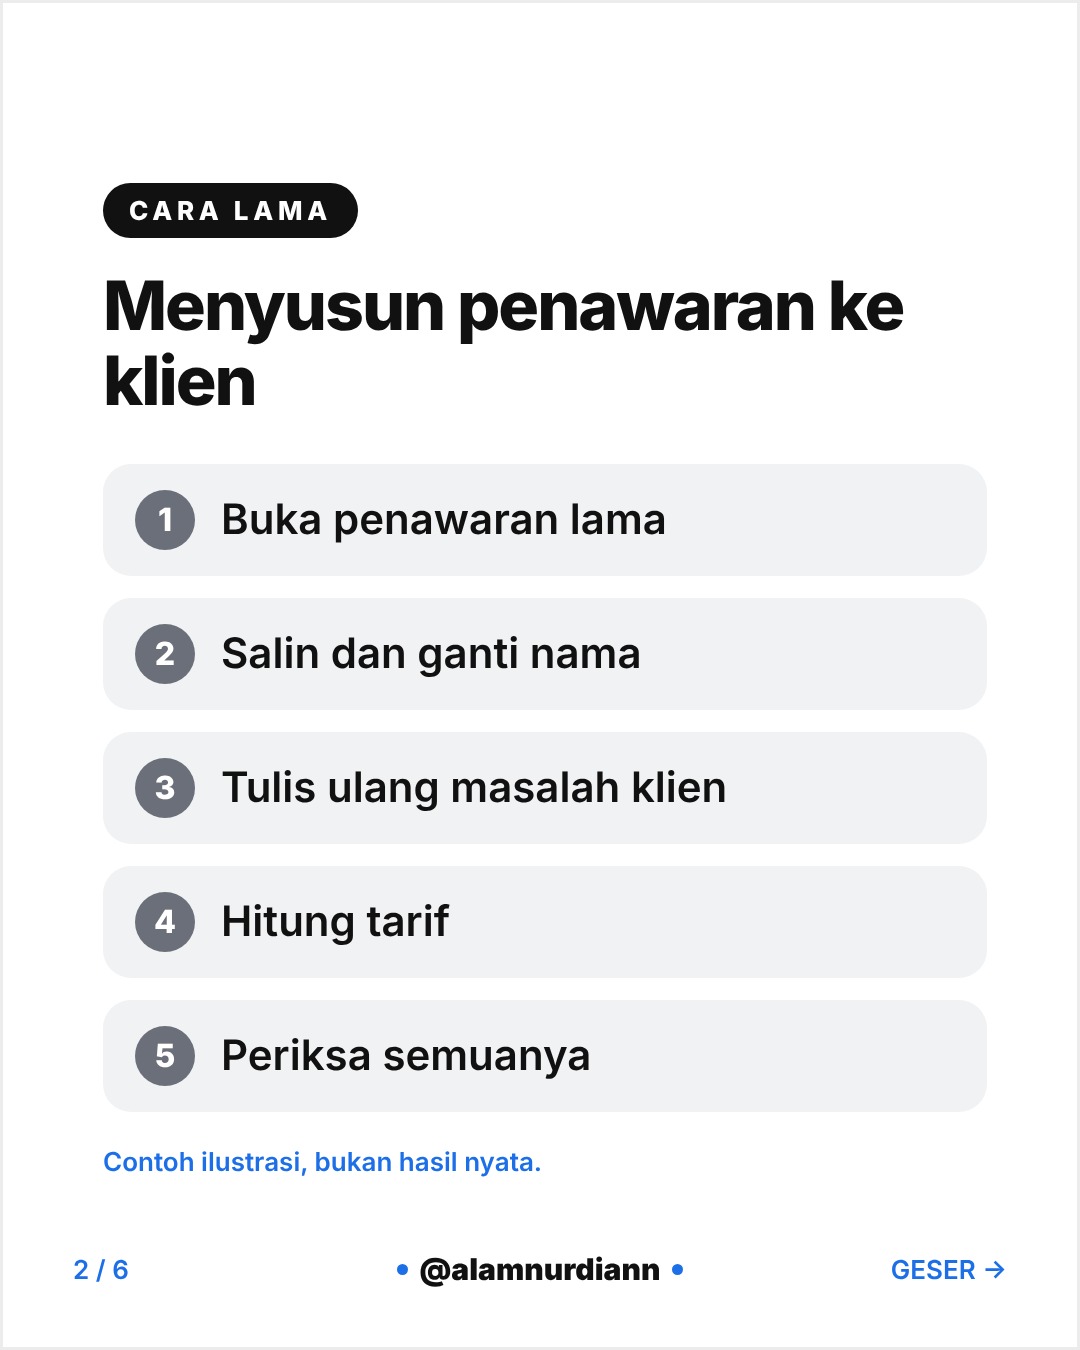 CARA LAMA
Menyusun penawaran ke
klien
1 Buka penawaran lama
2 Salin dan ganti nama
3 Tulis ulang masalah klien
4 Hitung tarif
5 Periksa semuanya
Contoh ilustrasi, bukan hasil nyata.
2 / 6 • @alamnurdiann • GESER →